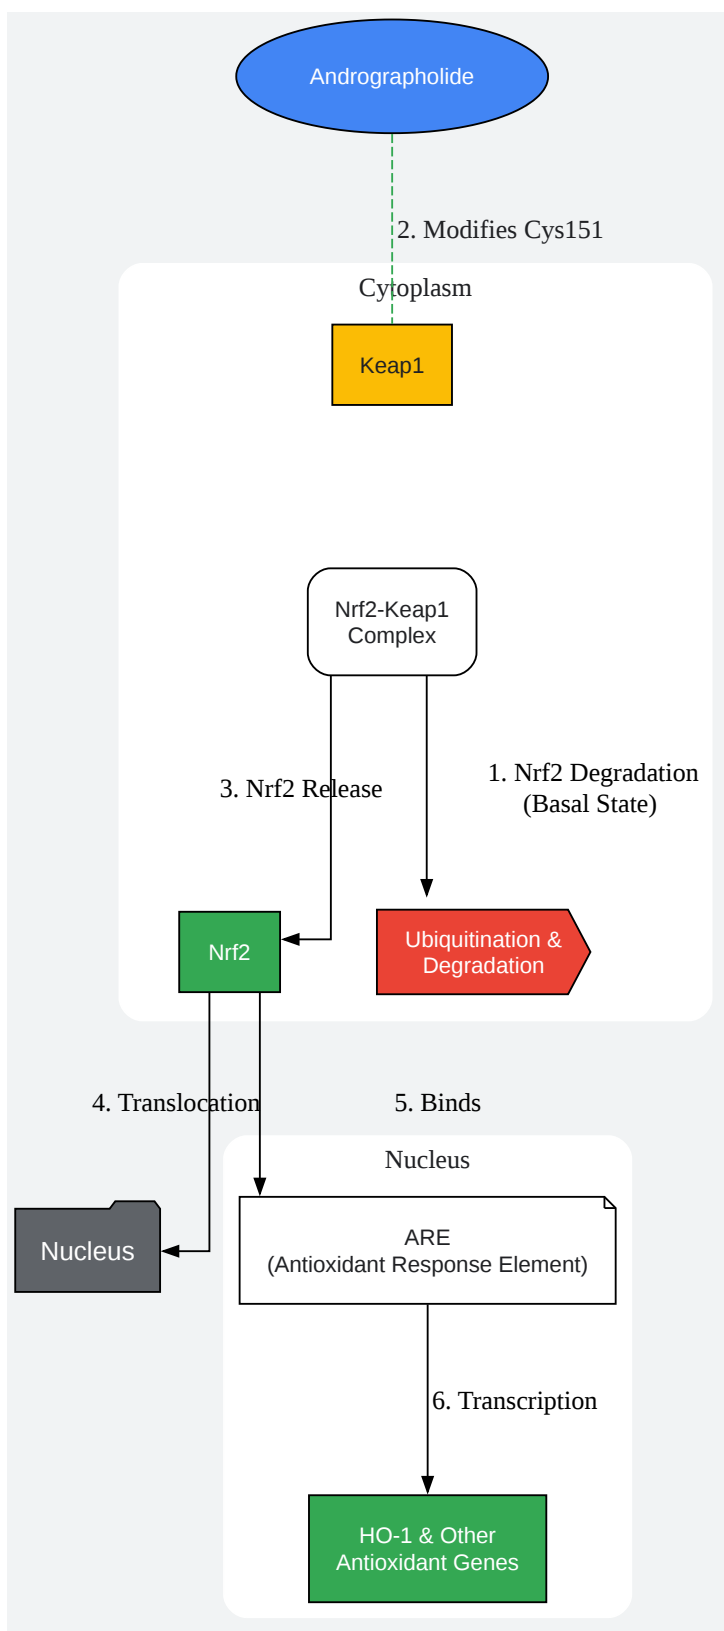 Andrographolide
2. Modifies Cys151
Cytoplasm
Keap1
Nrf2-Keap1
Complex
3. Nrf2 Release
1. Nrf2 Degradation
(Basal State)
Nrf2
Ubiquitination &
Degradation
4. Translocation
5. Binds
Nucleus
Nucleus
ARE
(Antioxidant Response Element)
6. Transcription
HO-1 & Other
Antioxidant Genes